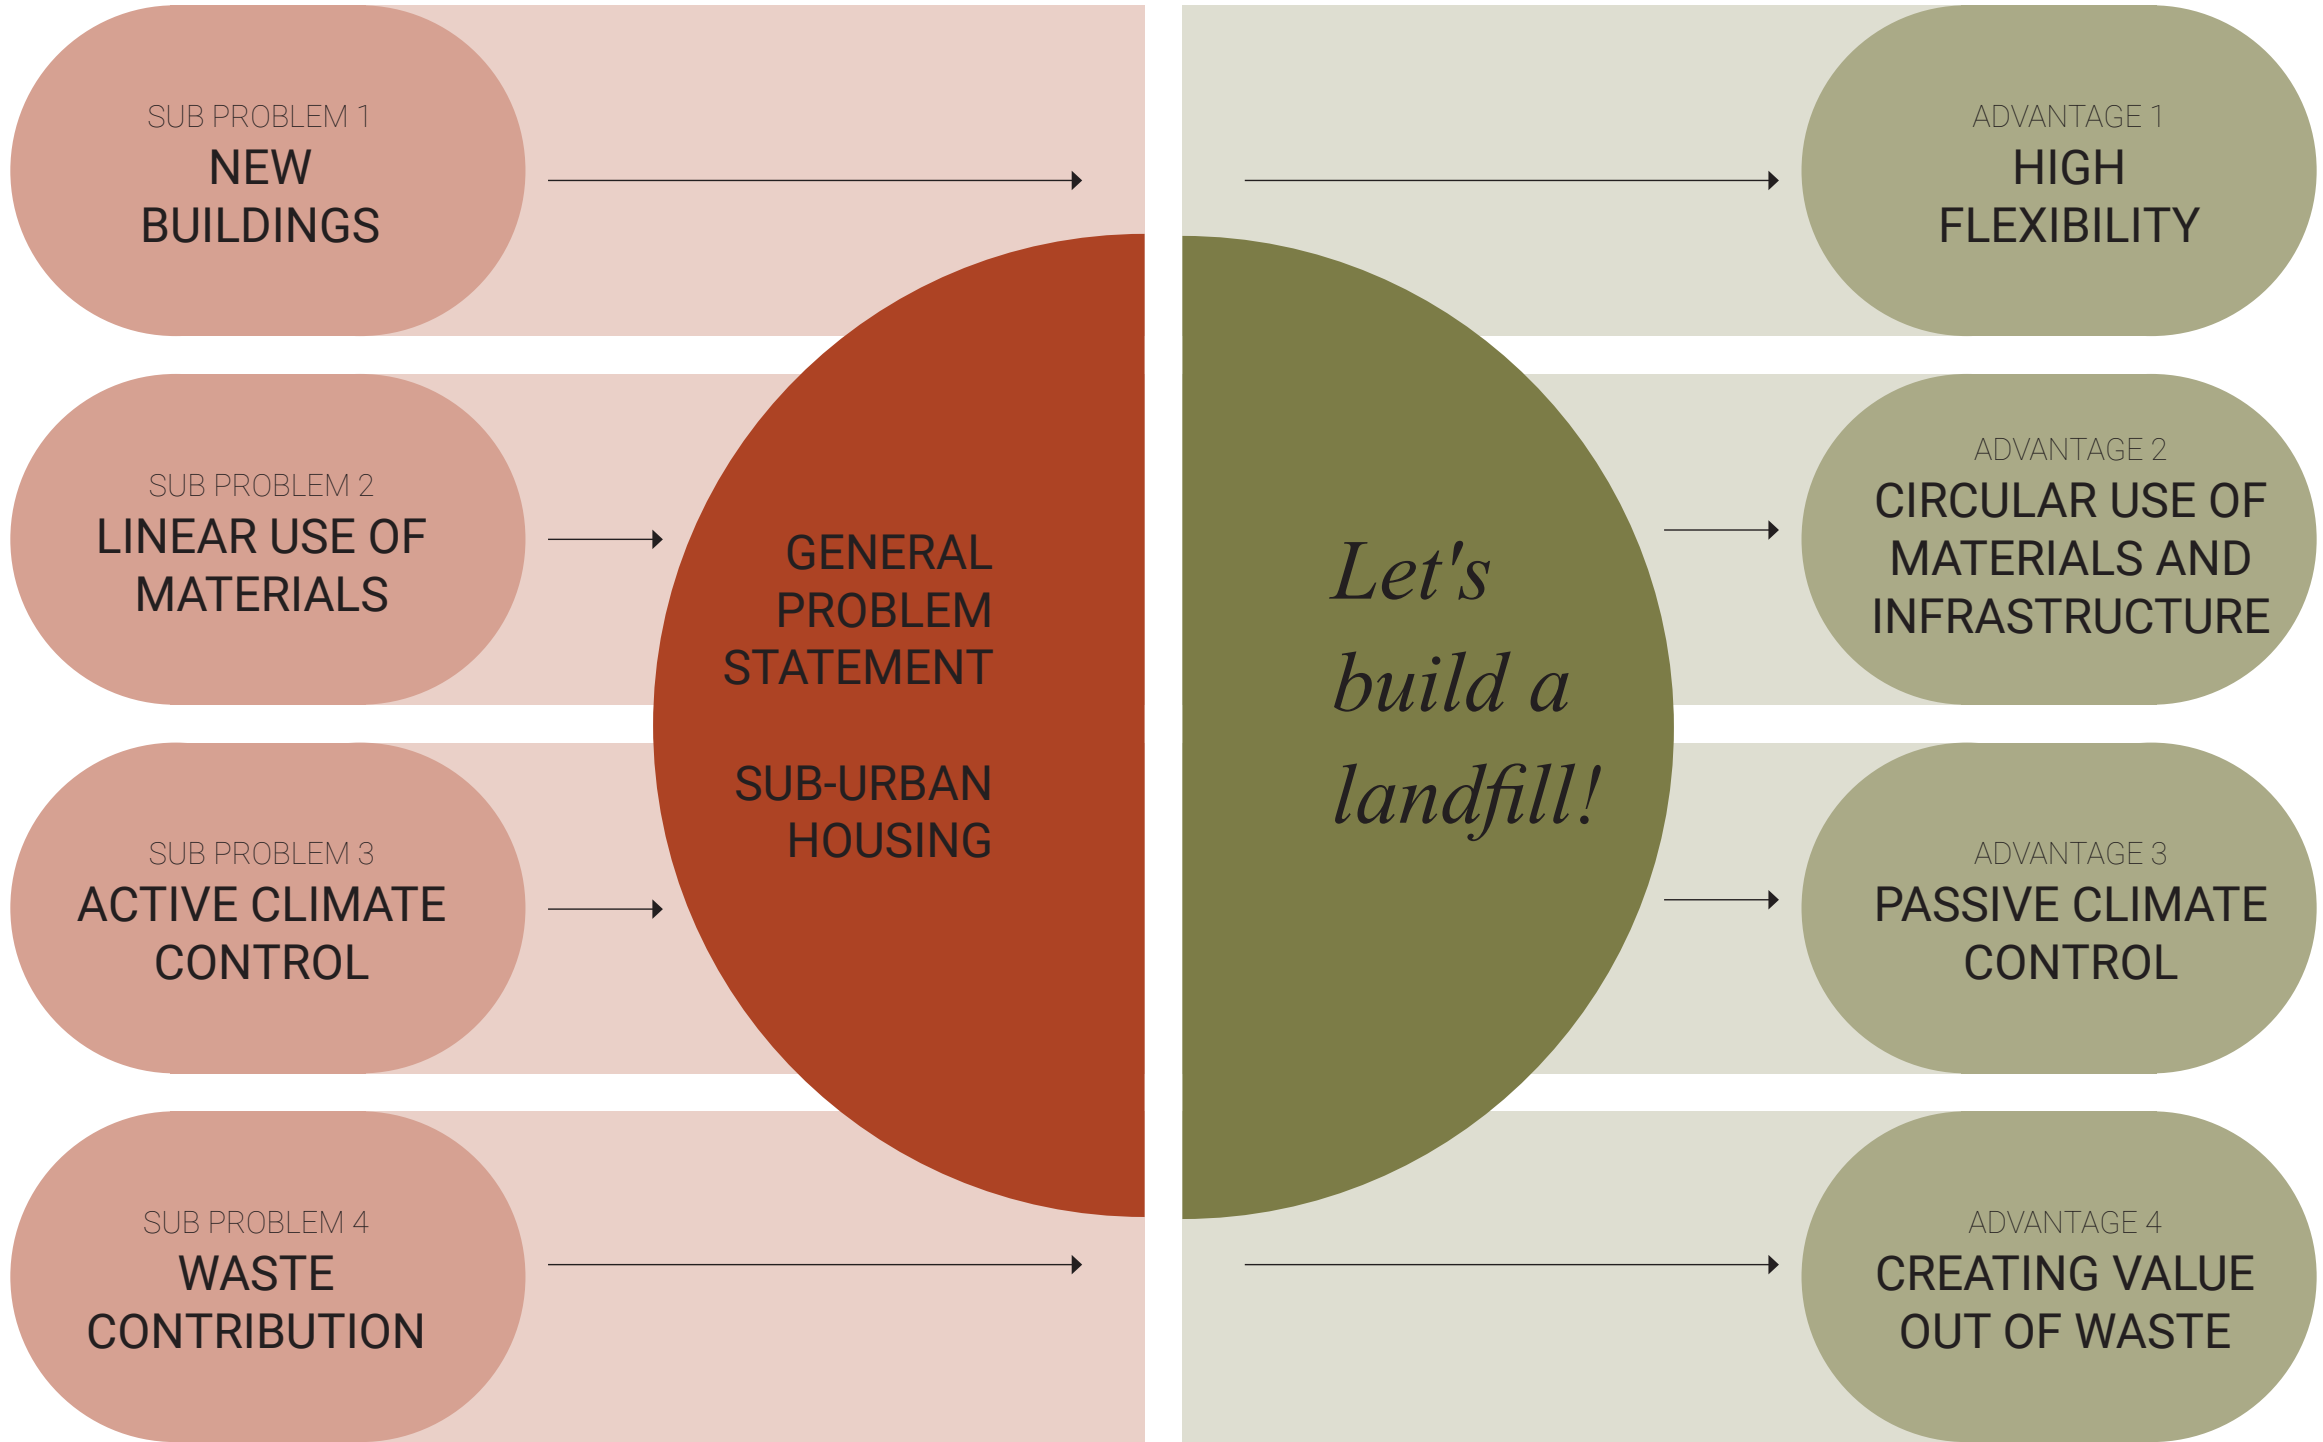 SUB PROBLEM 1
NEW
BUILDINGS
SUB PROBLEM 2
LINEAR USE OF
MATERIALS
SUB PROBLEM 3
ACTIVE CLIMATE
CONTROL
SUB PROBLEM 4
WASTE
CONTRIBUTION
GENERAL
PROBLEM
STATEMENT
SUB-URBAN
HOUSING
Let's
build a
landfill!
ADVANTAGE 1
HIGH
FLEXIBILITY
ADVANTAGE 2
CIRCULAR USE OF
MATERIALS AND
INFRASTRUCTURE
ADVANTAGE 3
PASSIVE CLIMATE
CONTROL
ADVANTAGE 4
CREATING VALUE
OUT OF WASTE